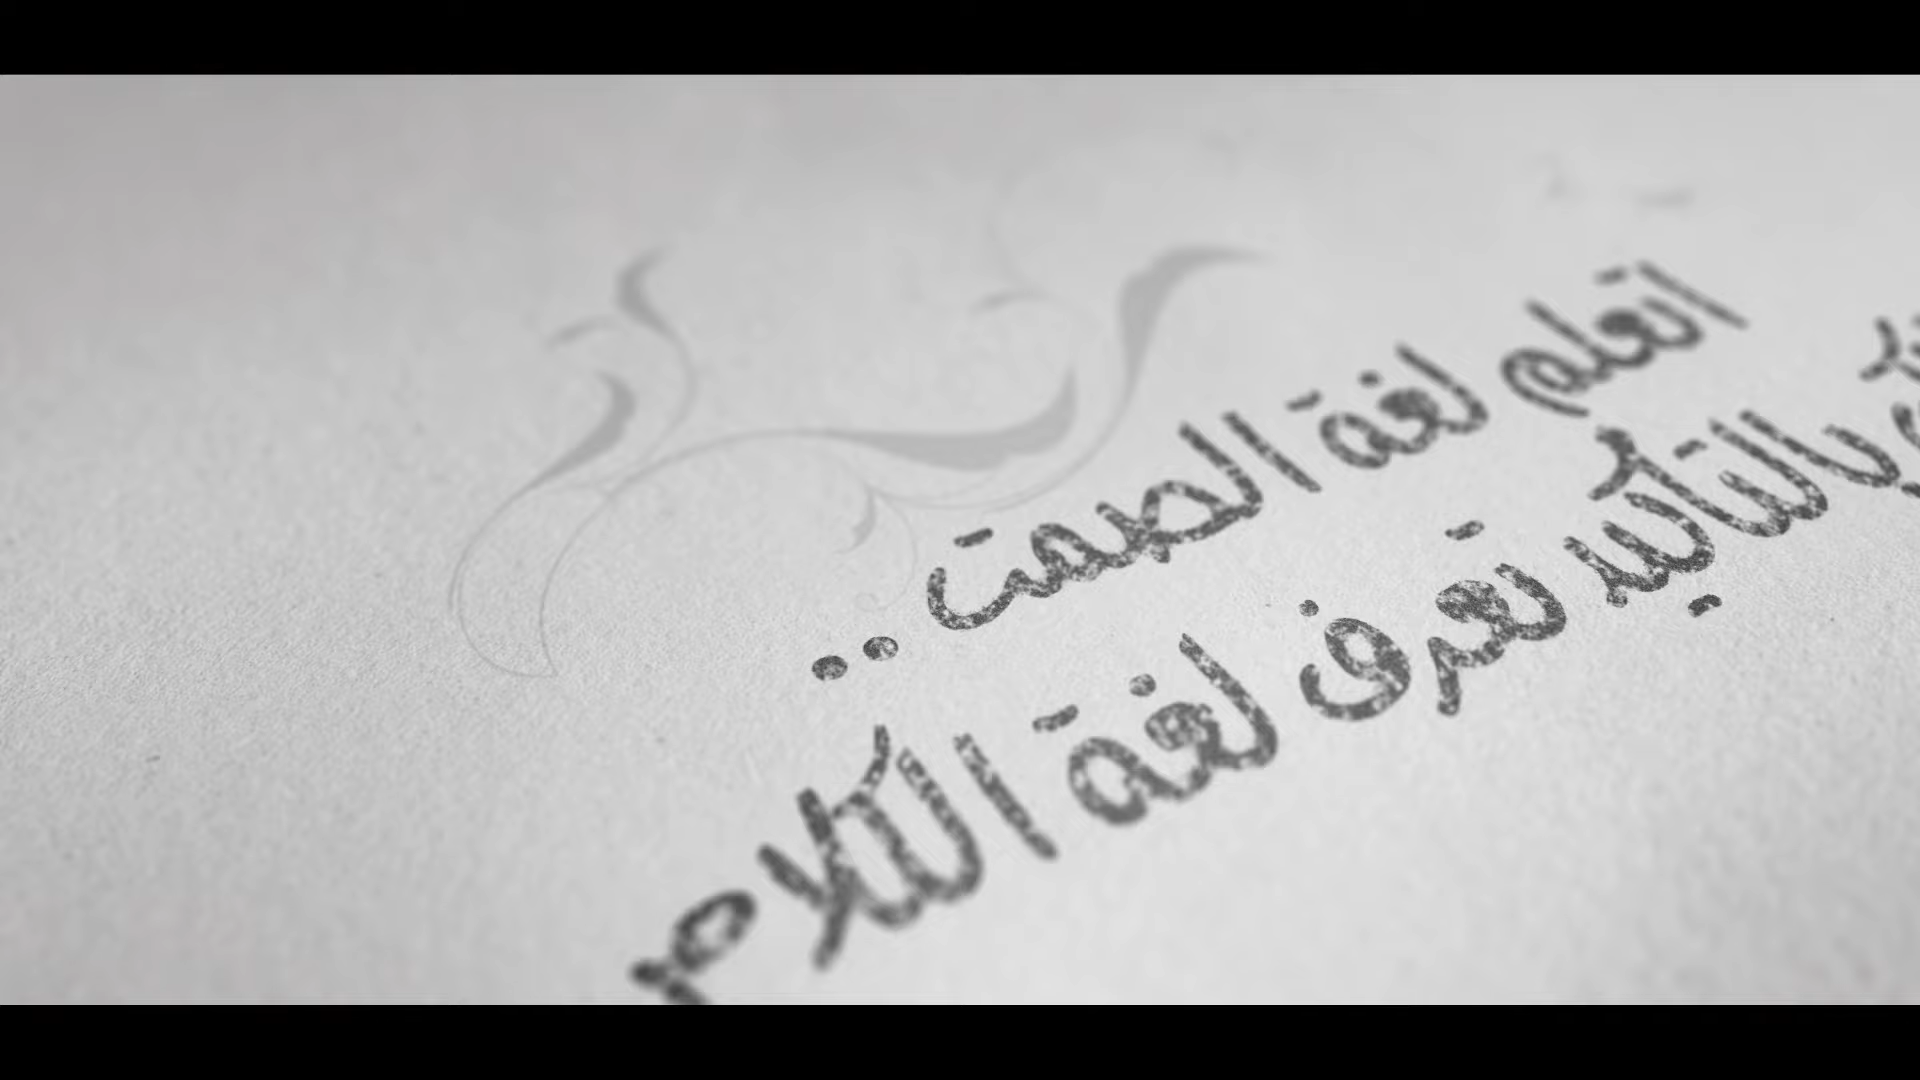 اتعلم لغة الصمت ..
بالتأكيد تعرف لغة الكلام